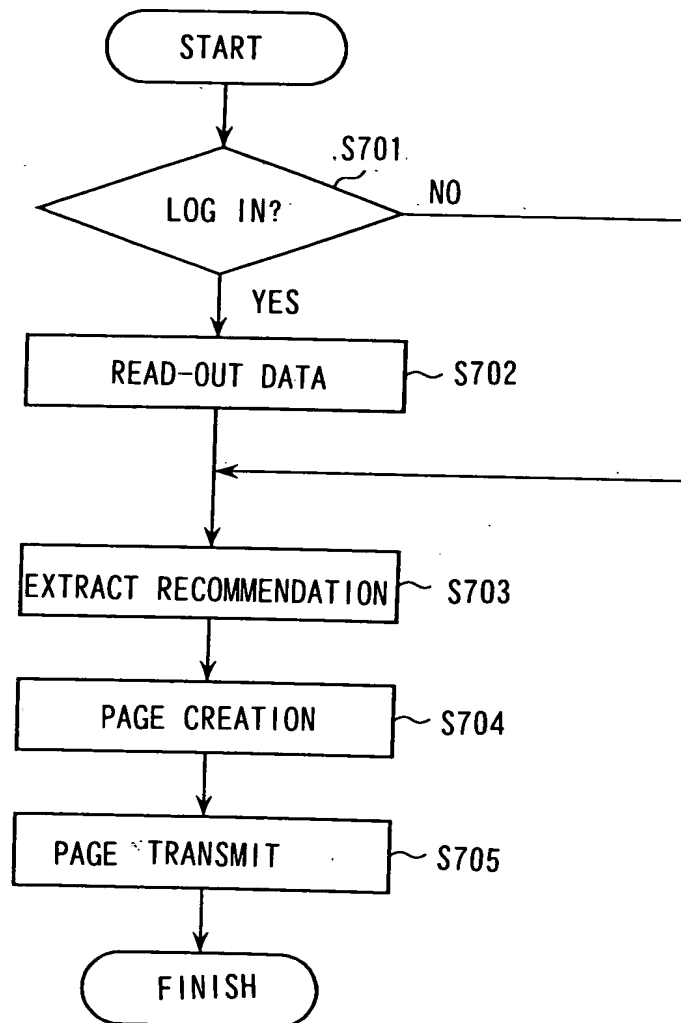 START
S701
LOG IN?
NO
YES
READ-OUT DATA
S702
EXTRACT RECOMMENDATION
S703
PAGE CREATION
S704
PAGE TRANSMIT
S705
FINISH